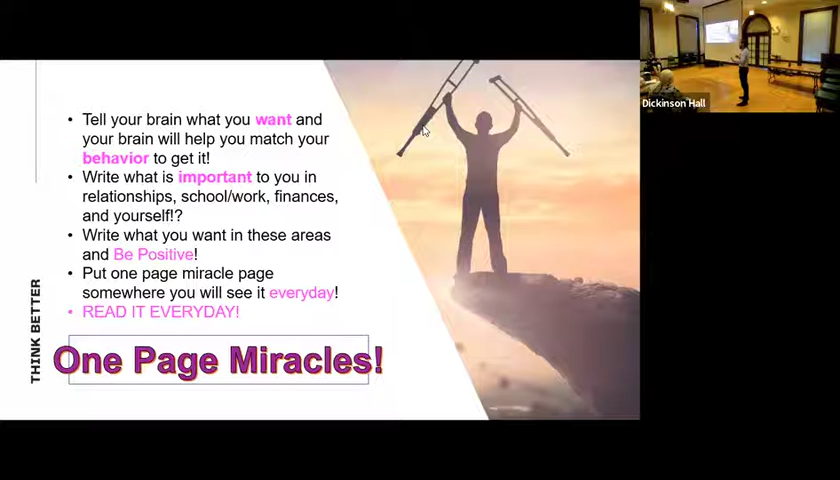 Tell your brain what you want and
your brain will help you match your
behavior to get it!
Write what is important to you in
relationships, school/work, finances,
and yourself!?
Write what you want in these areas
and Be Positive!
Put one page miracle page
somewhere you will see it everyday!
READ IT EVERYDAY!
THINK BETTER
One Page Miracles!
Dickinson Hall